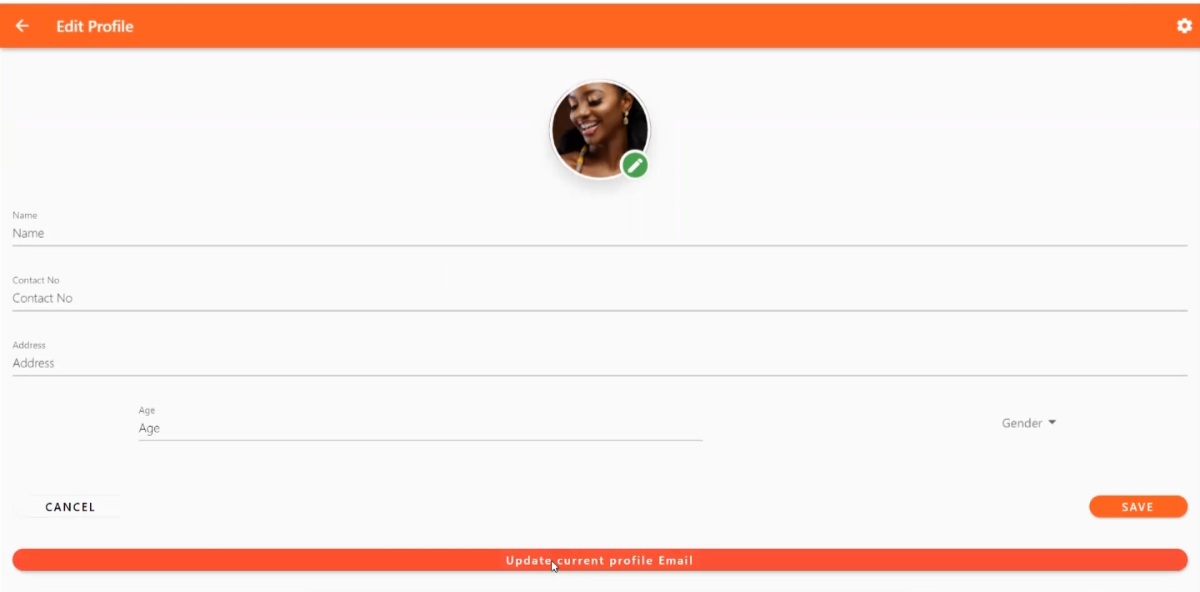 Edit Profile
Name
Name
Contact No
Contact No
Address
Address
Age
Age
Gender
CANCEL
SAVE
Update current profile Email